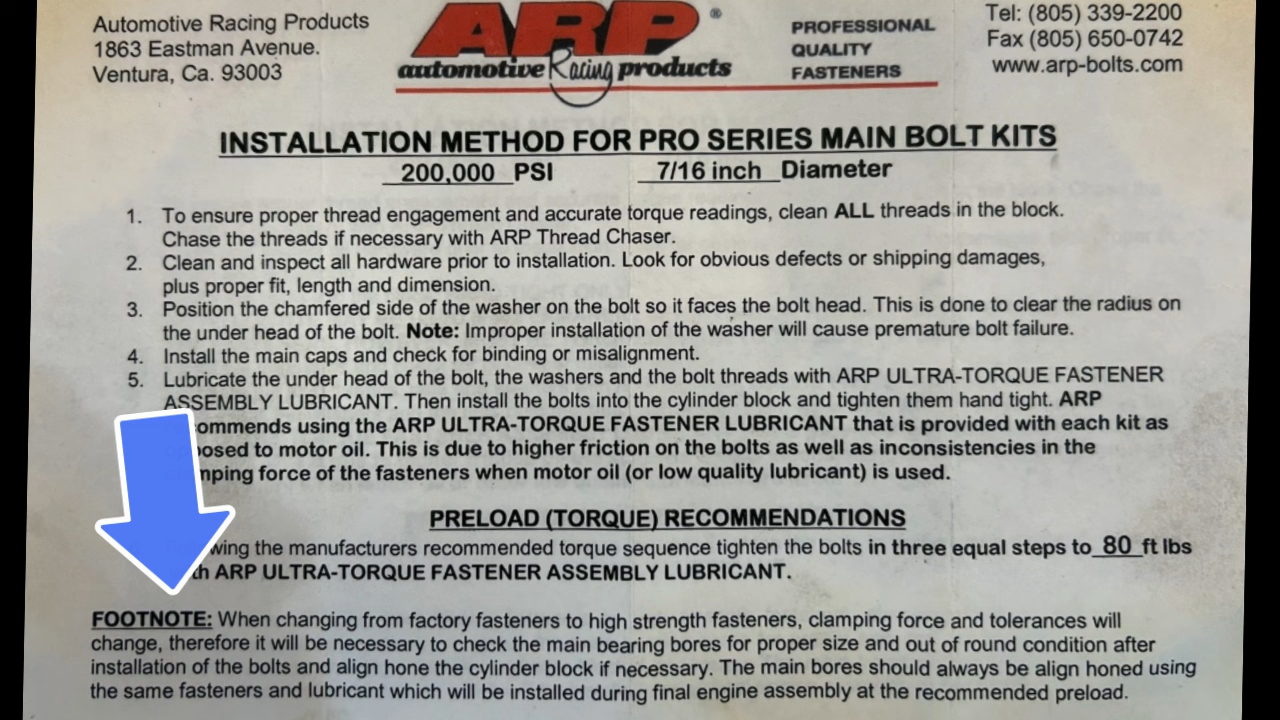 Automotive Racing Products
1863 Eastman Avenue.
Ventura, Ca. 93003
ARP ®
automotive Racing products
PROFESSIONAL
QUALITY
FASTENERS
Tel: (805) 339-2200
Fax (805) 650-0742
www.arp-bolts.com
INSTALLATION METHOD FOR PRO SERIES MAIN BOLT KITS
200,000 PSI 7/16 inch Diameter
1. To ensure proper thread engagement and accurate torque readings, clean ALL threads in the block.
Chase the threads if necessary with ARP Thread Chaser.
2. Clean and inspect all hardware prior to installation. Look for obvious defects or shipping damages,
plus proper fit, length and dimension.
3. Position the chamfered side of the washer on the bolt so it faces the bolt head. This is done to clear the radius on
the under head of the bolt. Note: Improper installation of the washer will cause premature bolt failure.
4. Install the main caps and check for binding or misalignment.
5. Lubricate the under head of the bolt, the washers and the bolt threads with ARP ULTRA-TORQUE FASTENER
ASSEMBLY LUBRICANT. Then install the bolts into the cylinder block and tighten them hand tight. ARP
ommends using the ARP ULTRA-TORQUE FASTENER LUBRICANT that is provided with each kit as
posed to motor oil. This is due to higher friction on the bolts as well as inconsistencies in the
mping force of the fasteners when motor oil (or low quality lubricant) is used.
PRELOAD (TORQUE) RECOMMENDATIONS
wing the manufacturers recommended torque sequence tighten the bolts in three equal steps to 80 ft lbs
h ARP ULTRA-TORQUE FASTENER ASSEMBLY LUBRICANT.
FOOTNOTE: When changing from factory fasteners to high strength fasteners, clamping force and tolerances will
change, therefore it will be necessary to check the main bearing bores for proper size and out of round condition after
installation of the bolts and align hone the cylinder block if necessary. The main bores should always be align honed using
the same fasteners and lubricant which will be installed during final engine assembly at the recommended preload.